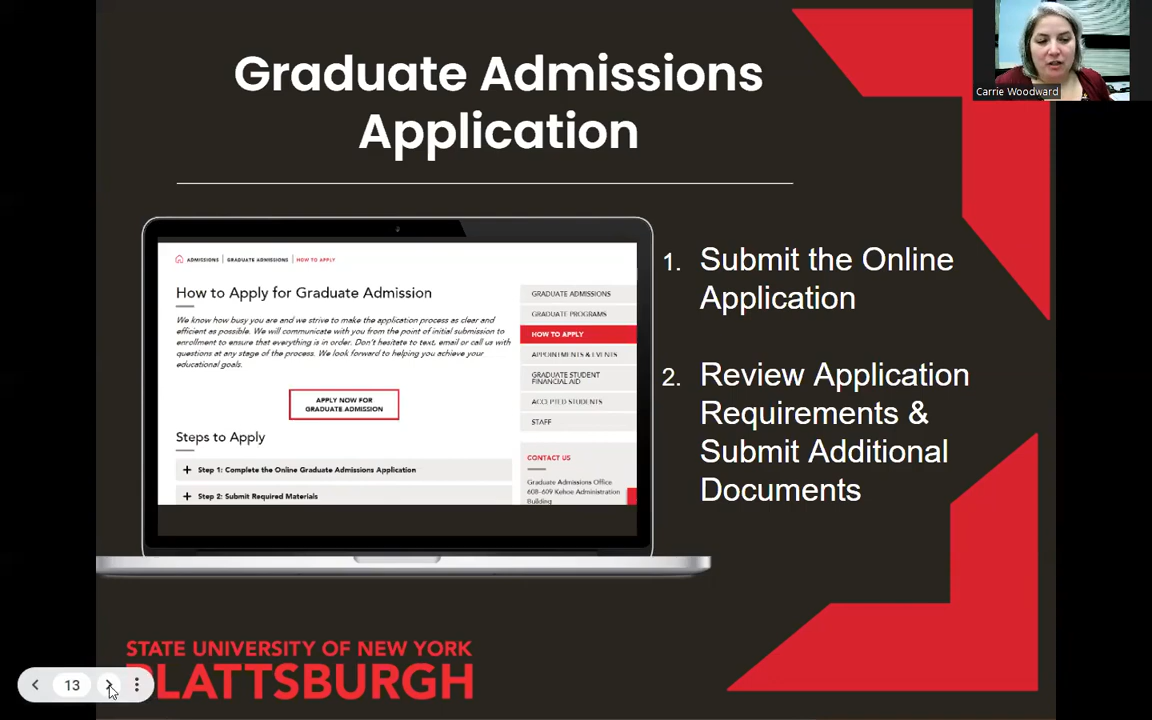 Graduate Admissions
Application
Carrie Woodward
ADMISSIONS | GRADUATE ADMISSIONS | HOW TO APPLY
How to Apply for Graduate Admission
We know how busy you are and we strive to make the application process as clear and
efficient as possible. We will communicate with you from the point of initial submission to
enrollment to ensure that everything is in order. Don't hesitate to text, email or call us with
questions at any stage of the process. We look forward to helping you achieve your
educational goals.
APPLY NOW FOR
GRADUATE ADMISSION
Steps to Apply
+ Step 1: Complete the Online Graduate Admissions Application
+ Step 2: Submit Required Materials
GRADUATE ADMISSIONS
GRADUATE PROGRAMS
HOW TO APPLY
APPOINTMENTS & EVENTS
GRADUATE STUDENT
FINANCIAL AID
ACCEPTED STUDENTS
STAFF
CONTACT US
Graduate Admissions Office
608-609 Kehoe Administration
Building
1. Submit the Online
Application
2. Review Application
Requirements &
Submit Additional
Documents
STATE UNIVERSITY OF NEW YORK
PLATTSBURGH
13